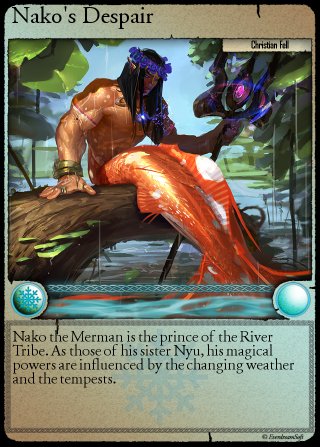 Nako's Despair
Christian Fell
Nako the Merman is the prince of the River
Tribe. As those of his sister Nyu, his magical
powers are influenced by the changing weather
and the tempests.
© EverdreamSoft